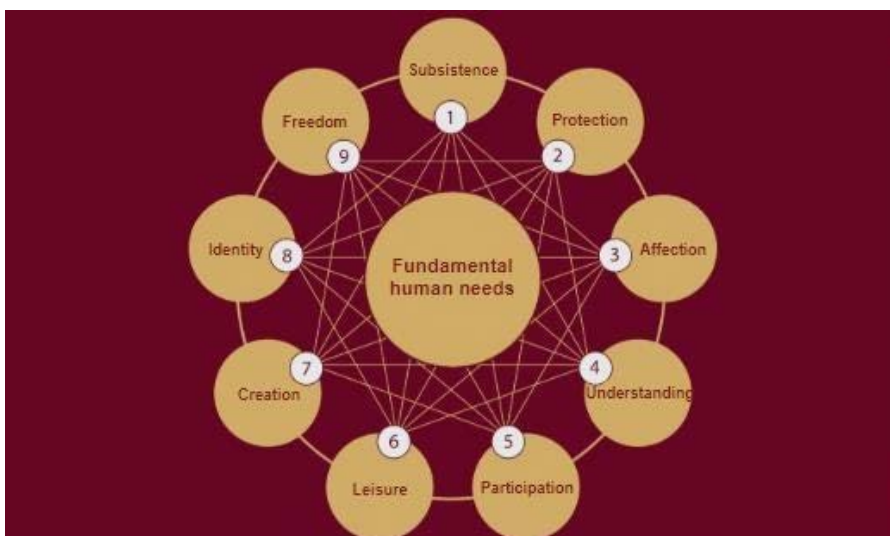 Subsistence
1
Protection
2
Affection
3
Understanding
4
Participation
5
Leisure
6
Creation
7
Identity
8
Freedom
9
Fundamental
human needs